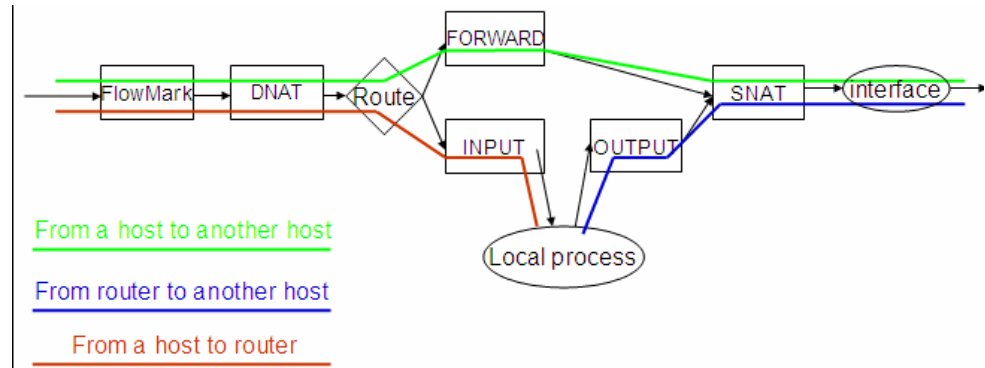 FORWARD
FlowMark
DNAT
Route
SNAT
interface
INPUT
OUTPUT
Local process
From a host to another host
From router to another host
From a host to router